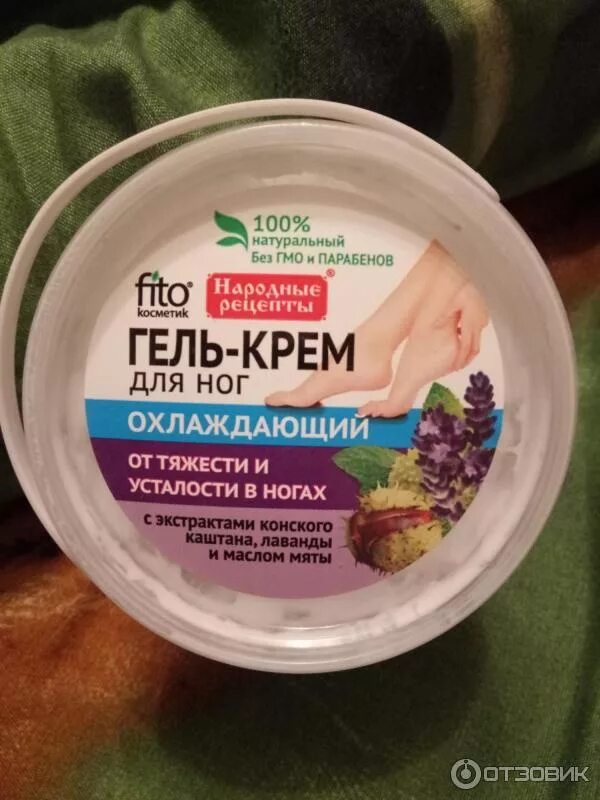 100%
натуральный
Без ГМО и ПАРАБЕНОВ
fito®
косметик
Народные®
рецепты
ГЕЛЬ-КРЕМ
ДЛЯ НОГ
ОХЛАЖДАЮЩИЙ
ОТ ТЯЖЕСТИ И
УСТАЛОСТИ В НОГАХ
с экстрактами конского
каштана, лаванды
и маслом мяты
ОТЗОВИК